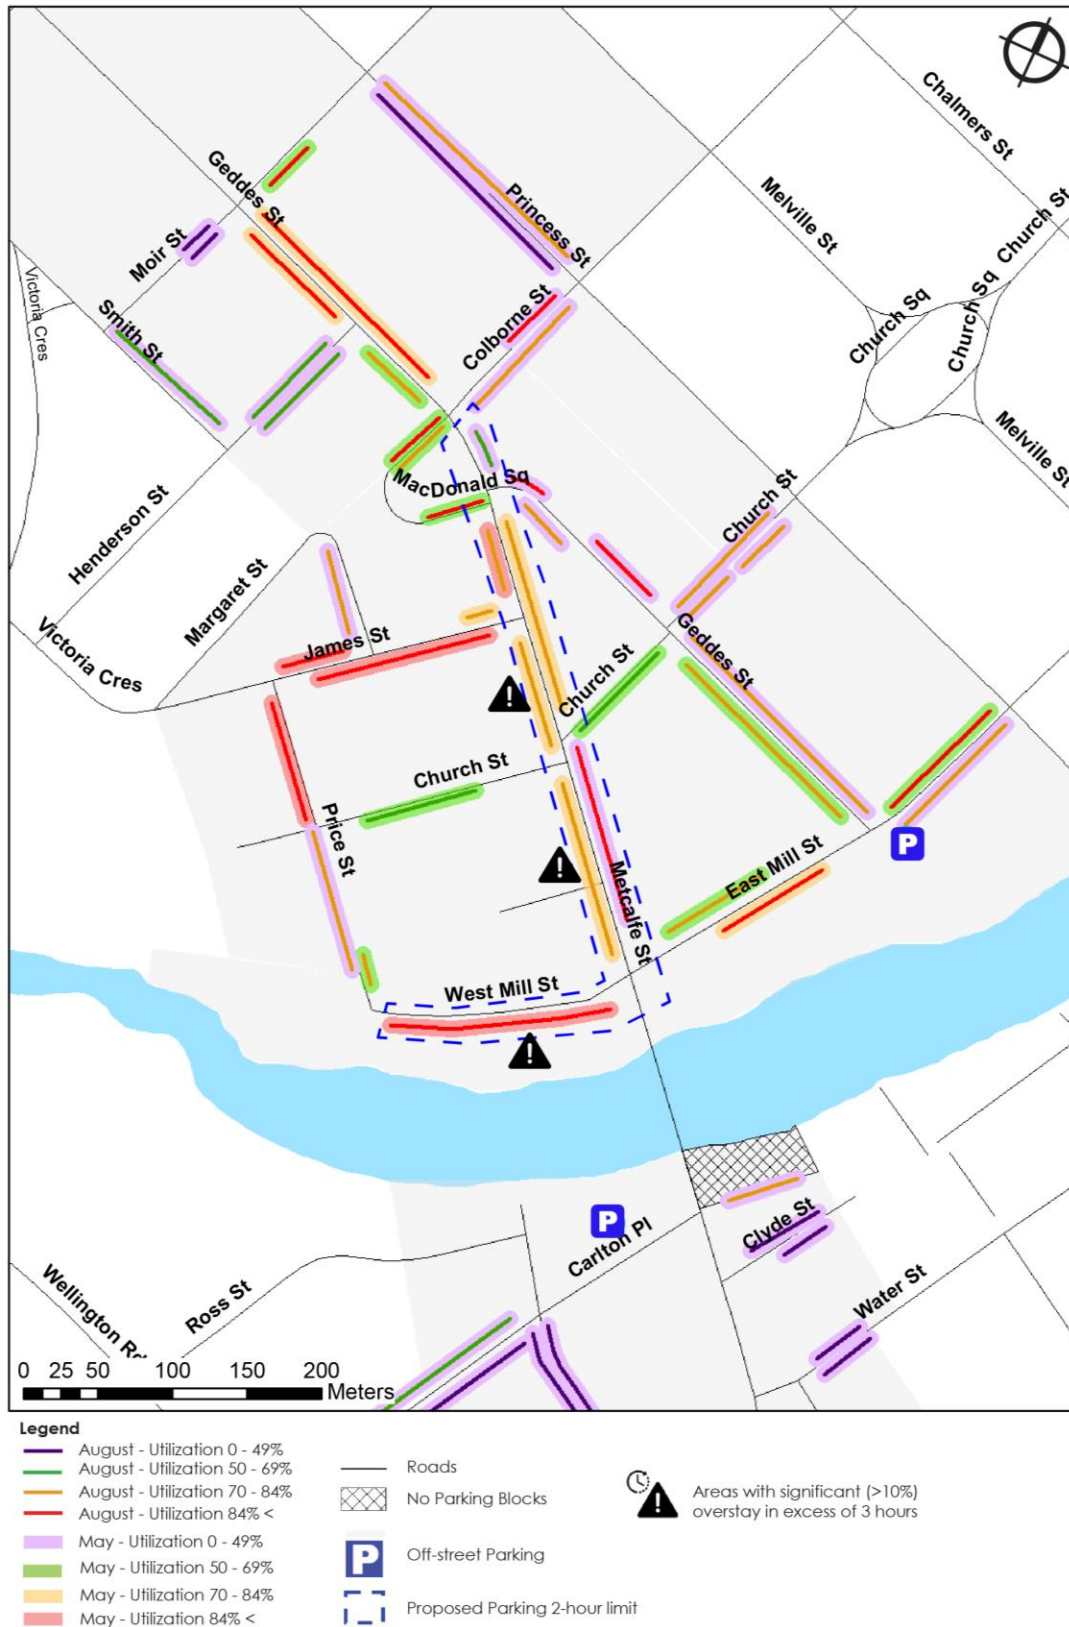 Chalmers St
Church St
Geddes St
Princess St
Melville St
Moir St
Victoria Cres
Smith St
Colborne St
Church Sq
Church Sq
Melville St
MacDonald Sq
Church St
Henderson St
Margaret St
Victoria Cres
James St
Geddes St
Church St
Church St
Price St
Metcalfe St
East Mill St
P
West Mill St
P
Carlton Pl
Clyde St
Water St
Ross St
Wellington Rd
0 25 50 100 150 200
Meters
Legend
August - Utilization 0 - 49%
August - Utilization 50 - 69%
August - Utilization 70 - 84%
August - Utilization 84% <
May - Utilization 0 - 49%
May - Utilization 50 - 69%
May - Utilization 70 - 84%
May - Utilization 84% <
Roads
No Parking Blocks
P
Off-street Parking
Proposed Parking 2-hour limit
Areas with significant (>10%)
overstay in excess of 3 hours